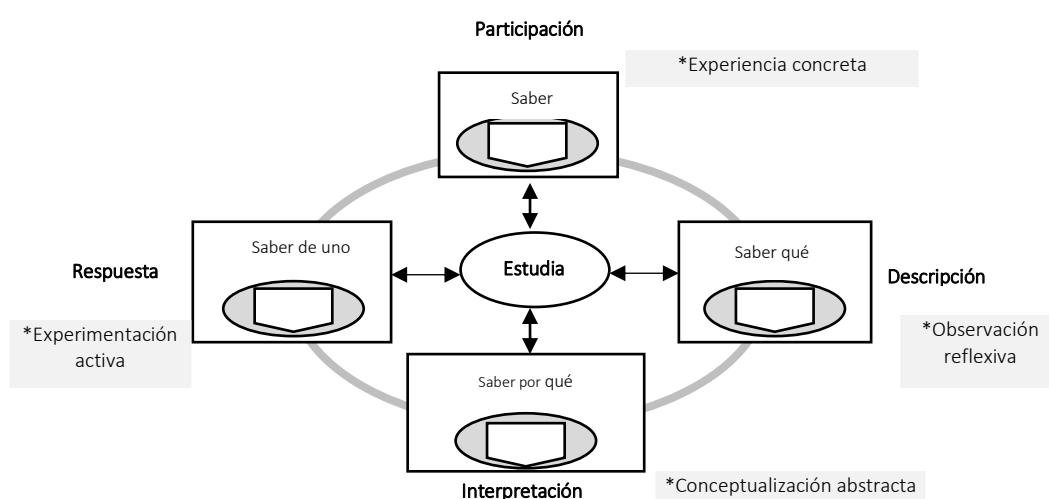 Participación
*Experiencia concreta
Saber
Saber de uno
Saber qué
Respuesta
Estudia
Descripción
*Experimentación
activa
*Observación
reflexiva
Saber por qué
Interpretación
*Conceptualización abstracta